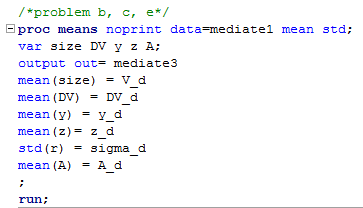 /*problem b, c, e*/
proc means noprint data=mediate1 mean std;
var size DV y z A;
output out= mediate3
mean(size) = V_d
mean(DV) = DV_d
mean(y) = y_d
mean(z)= z_d
std(r) = sigma_d
mean(A) = A_d
;
run;